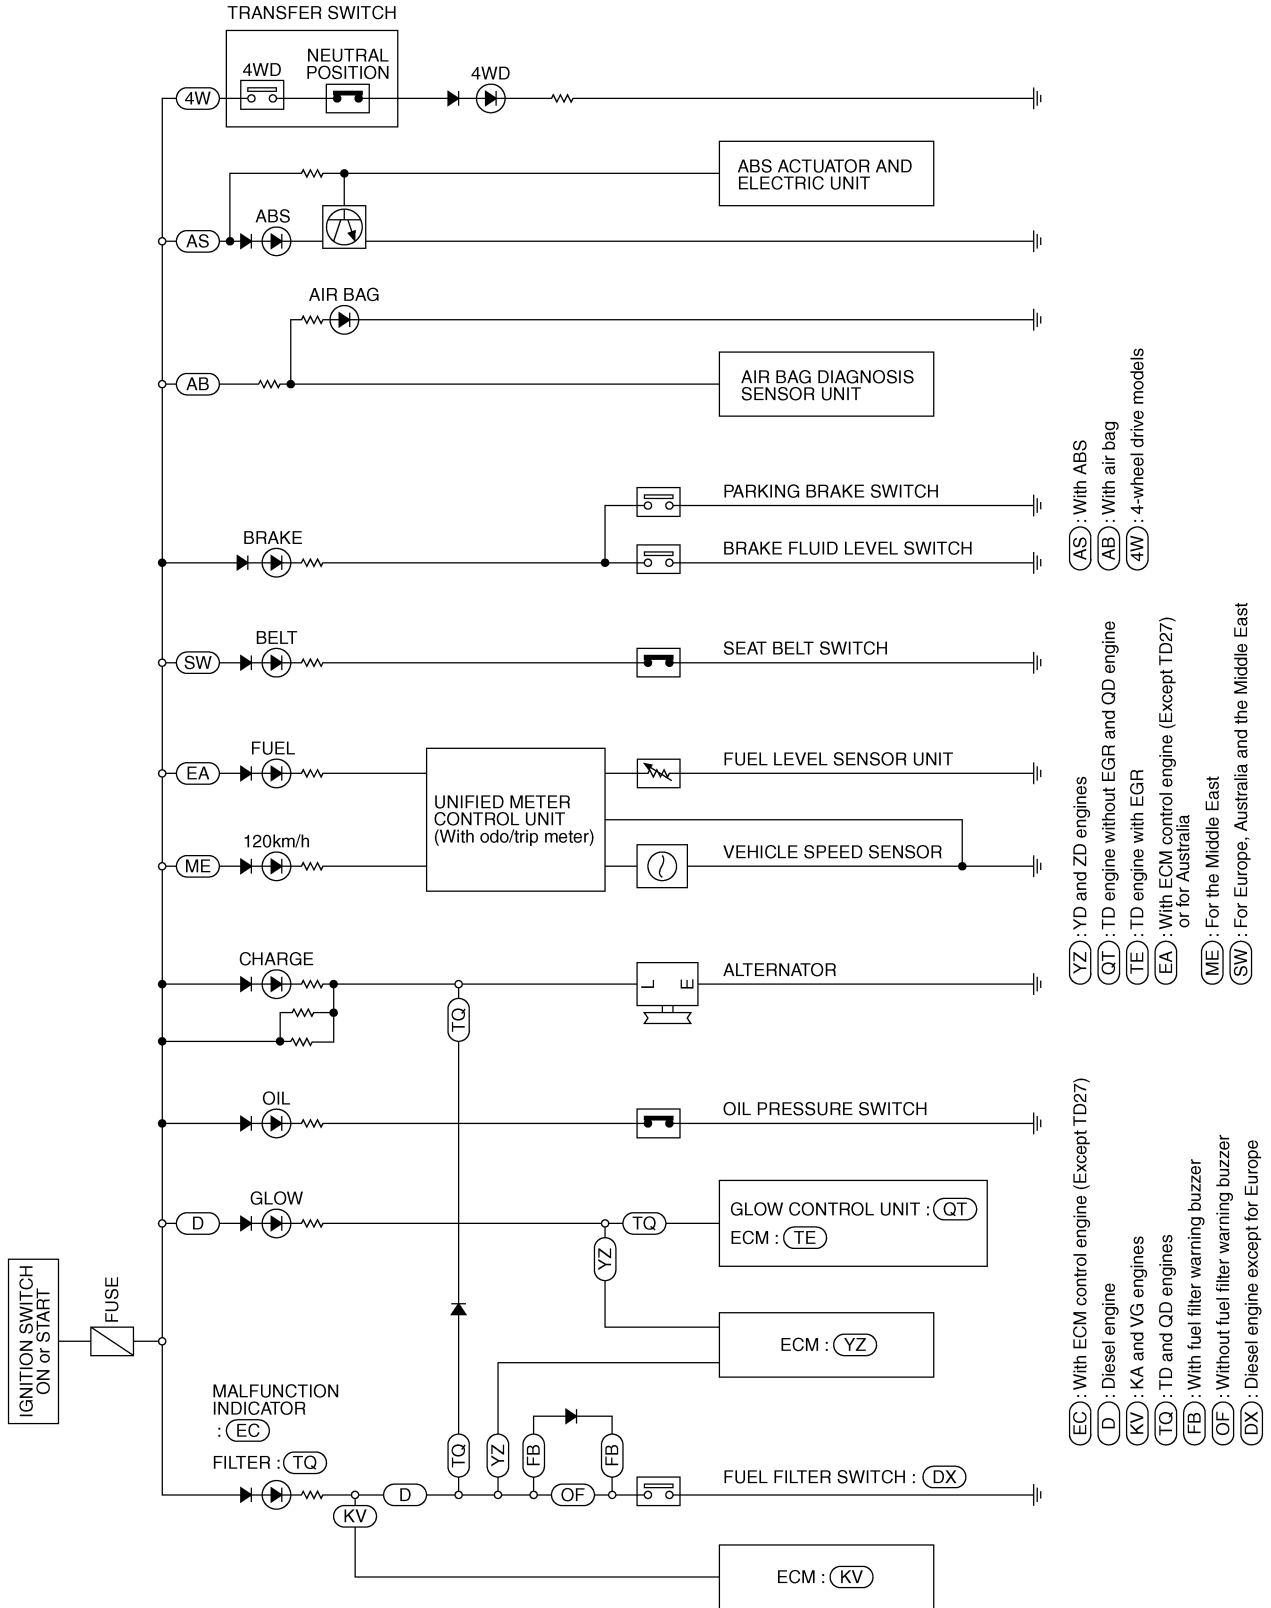 TRANSFER SWITCH
4WD
NEUTRAL
POSITION
4W
4WD
ABS ACTUATOR AND
ELECTRIC UNIT
ABS
AS
AIR BAG
AB
AIR BAG DIAGNOSIS
SENSOR UNIT
PARKING BRAKE SWITCH
BRAKE
BRAKE FLUID LEVEL SWITCH
BELT
SW
SEAT BELT SWITCH
FUEL
EA
UNIFIED METER
CONTROL UNIT
(With odo/trip meter)
FUEL LEVEL SENSOR UNIT
120km/h
ME
VEHICLE SPEED SENSOR
CHARGE
TQ
L
E
ALTERNATOR
OIL
OIL PRESSURE SWITCH
GLOW
D
TQ
YZ
GLOW CONTROL UNIT : QT
ECM : TE
IGNITION SWITCH
ON or START
FUSE
ECM : YZ
MALFUNCTION
INDICATOR
: EC
FILTER : TQ
KV
D
TQ
YZ
FB
OF
FB
FUEL FILTER SWITCH : DX
ECM : KV
AS : With ABS
AB : With air bag
4W : 4-wheel drive models
YZ : YD and ZD engines
QT : TD engine without EGR and QD engine
TE : TD engine with EGR
EA : With ECM control engine (Except TD27)
or for Australia
ME : For the Middle East
SW : For Europe, Australia and the Middle East
EC : With ECM control engine (Except TD27)
D : Diesel engine
KV : KA and VG engines
TQ : TD and QD engines
FB : With fuel filter warning buzzer
OF : Without fuel filter warning buzzer
DX : Diesel engine except for Europe